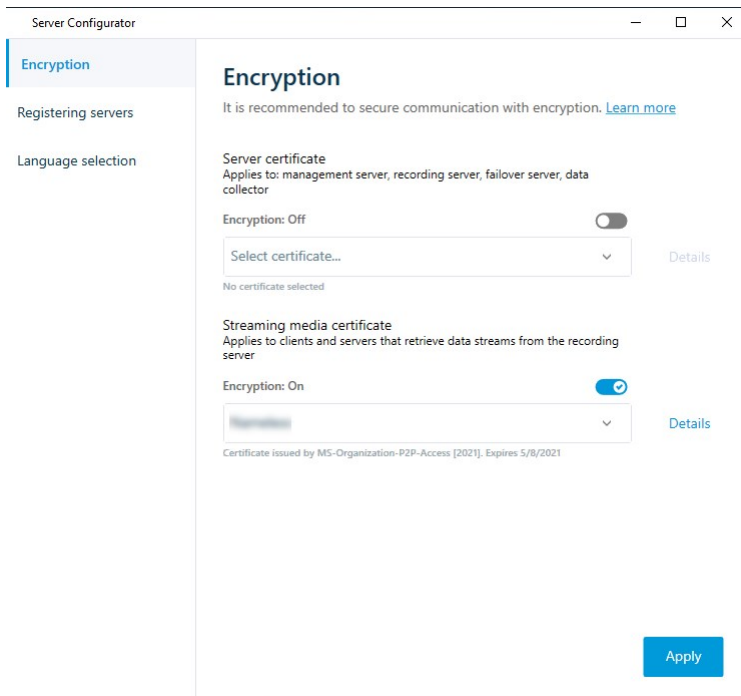 Server Configurator
Encryption
Registering servers
Language selection
Encryption
It is recommended to secure communication with encryption. Learn more
Server certificate
Applies to: management server, recording server, failover server, data
collector
Encryption: Off
Select certificate...
Details
No certificate selected
Streaming media certificate
Applies to clients and servers that retrieve data streams from the recording
server
Encryption: On
Details
Certificate issued by MS-Organization-P2P-Access [2021]. Expires 5/8/2021
Apply